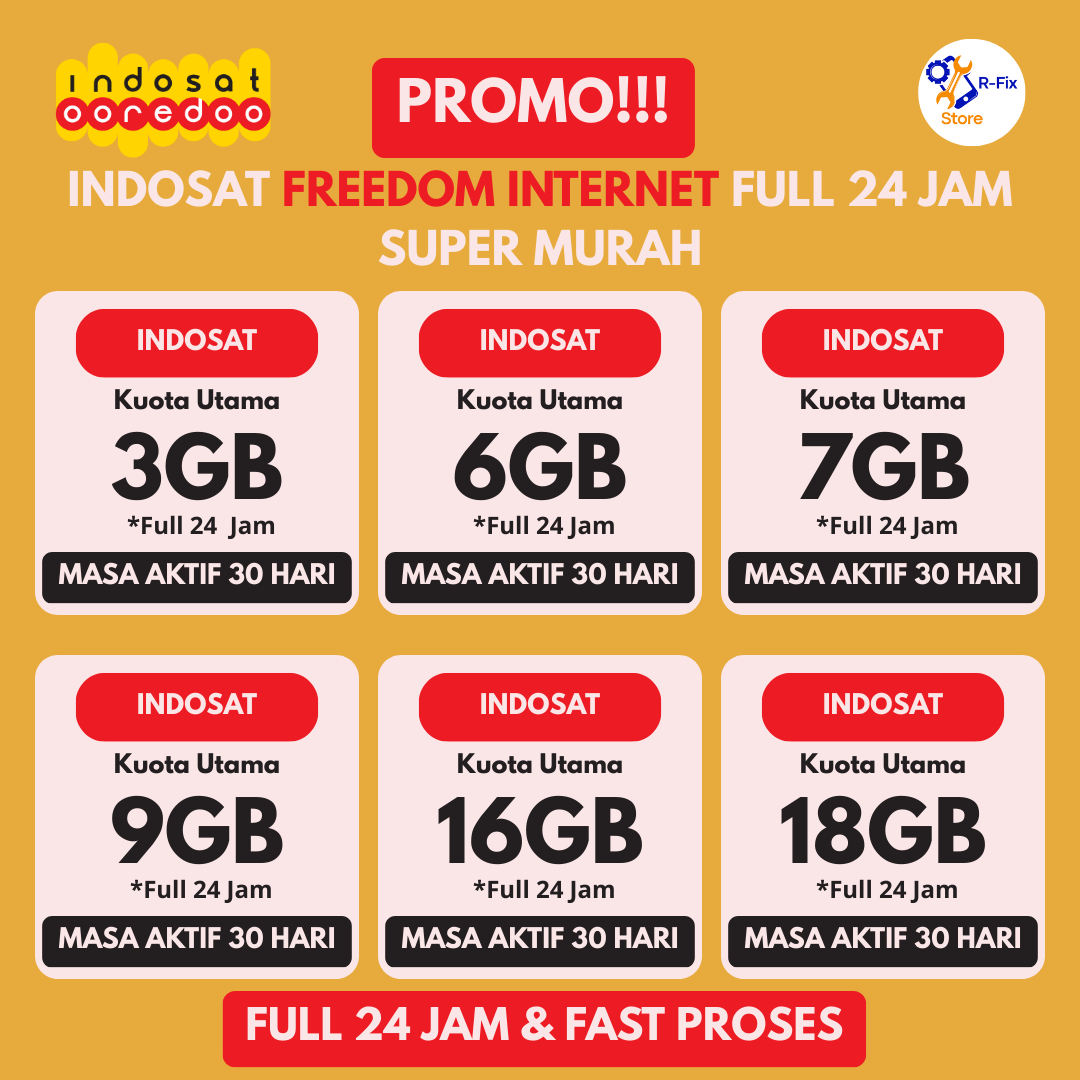 indosat
ooredoo
PROMO!!!
R-Fix
Store
INDOSAT FREEDOM INTERNET FULL 24 JAM
SUPER MURAH
INDOSAT
Kuota Utama
3GB
*Full 24 Jam
MASA AKTIF 30 HARI
INDOSAT
Kuota Utama
6GB
*Full 24 Jam
MASA AKTIF 30 HARI
INDOSAT
Kuota Utama
7GB
*Full 24 Jam
MASA AKTIF 30 HARI
INDOSAT
Kuota Utama
9GB
*Full 24 Jam
MASA AKTIF 30 HARI
INDOSAT
Kuota Utama
16GB
*Full 24 Jam
MASA AKTIF 30 HARI
INDOSAT
Kuota Utama
18GB
*Full 24 Jam
MASA AKTIF 30 HARI
FULL 24 JAM & FAST PROSES